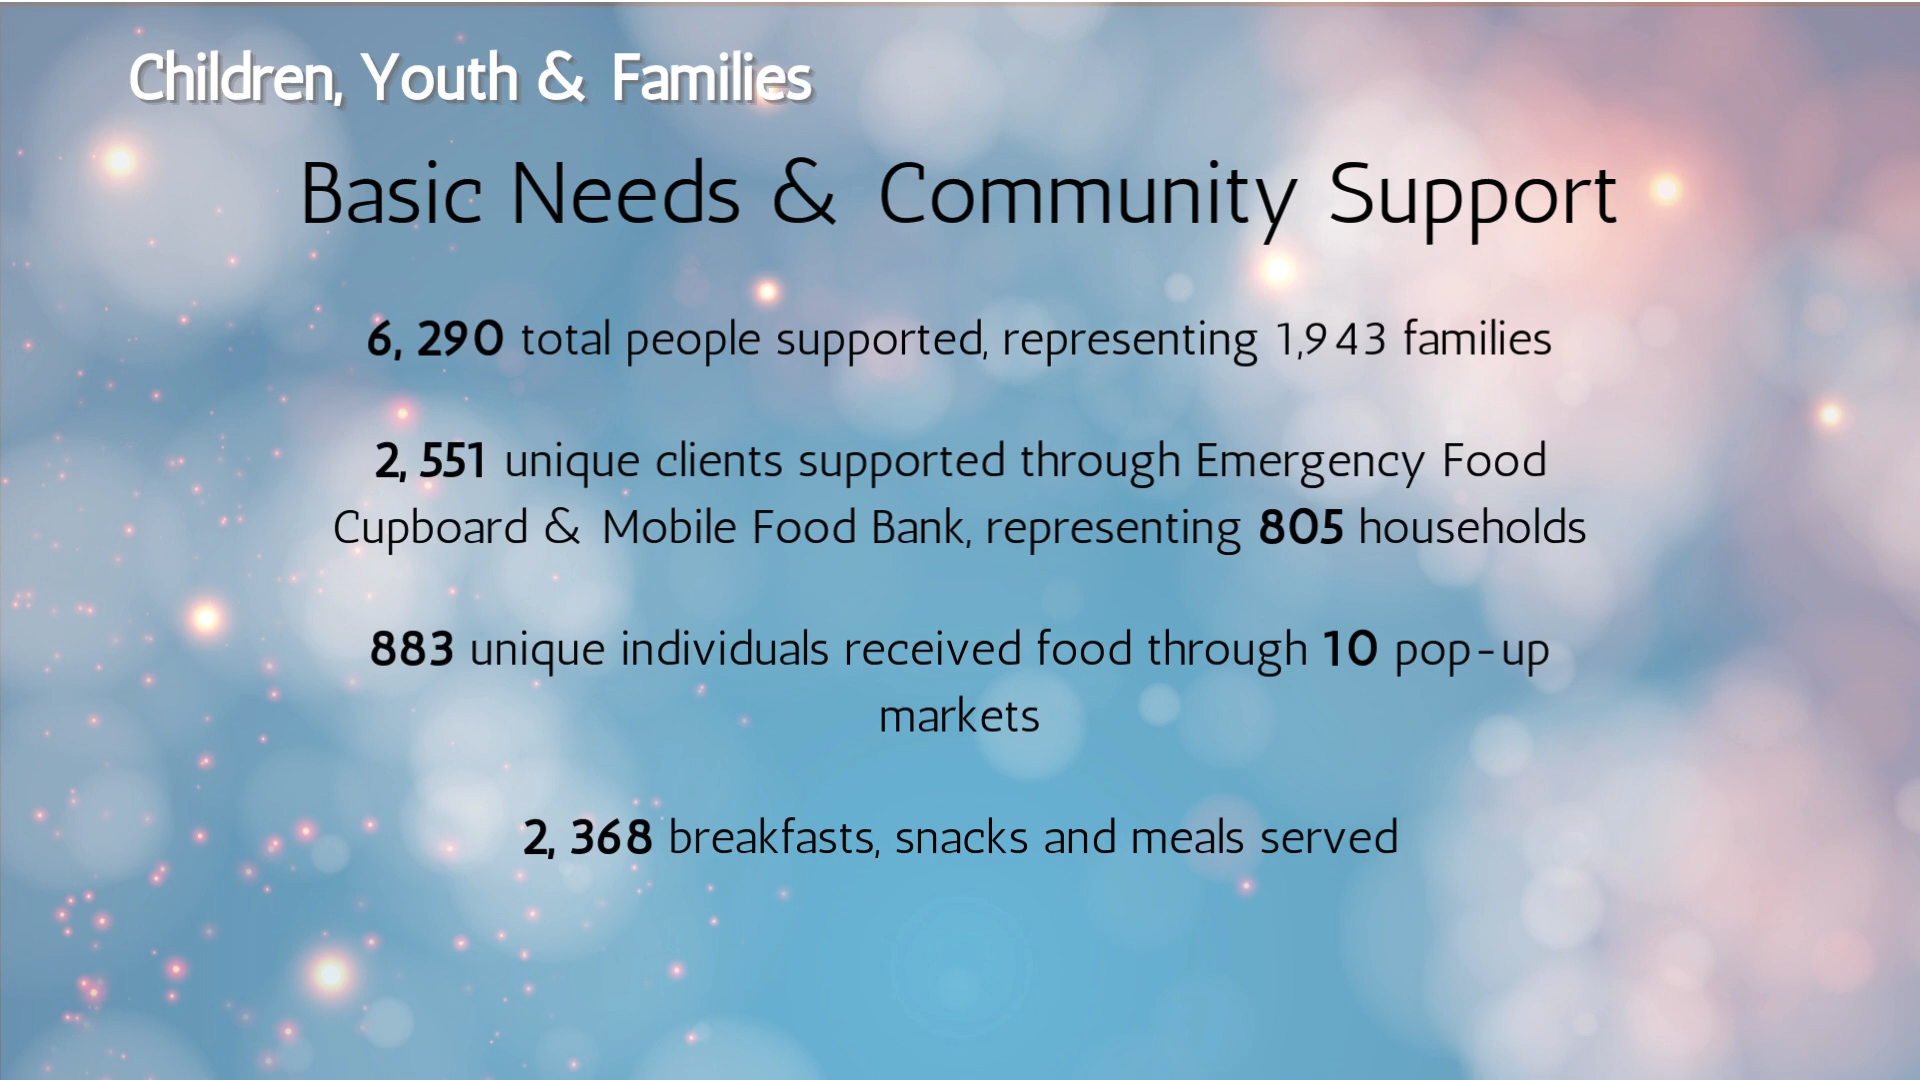 Children, Youth & Families
Basic Needs & Community Support
6, 290 total people supported, representing 1,943 families
2, 551 unique clients supported through Emergency Food
Cupboard & Mobile Food Bank, representing 805 households
883 unique individuals received food through 10 pop-up
markets
2, 368 breakfasts, snacks and meals served